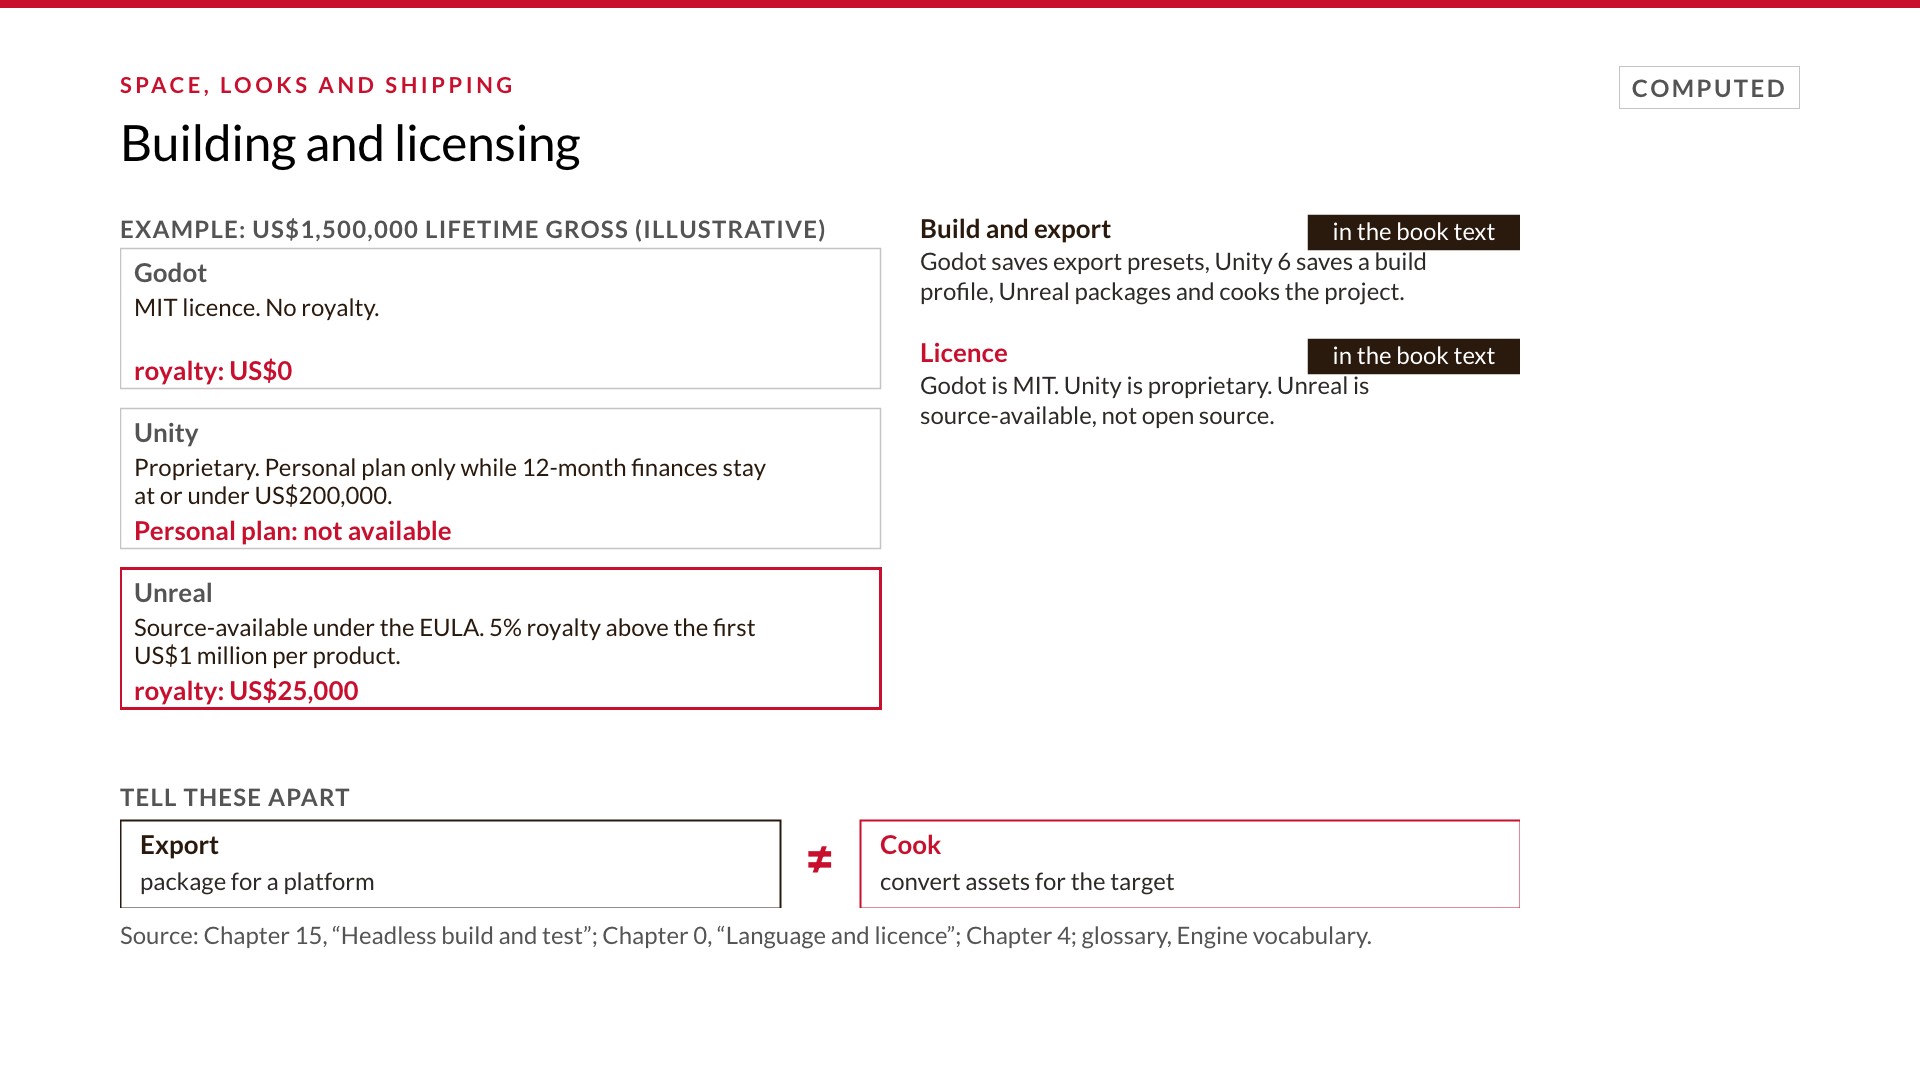 SPACE, LOOKS AND SHIPPING
COMPUTED
Building and licensing
EXAMPLE: US$1,500,000 LIFETIME GROSS (ILLUSTRATIVE)
Godot
MIT licence. No royalty.
royalty: US$0
Unity
Proprietary. Personal plan only while 12-month finances stay
at or under US$200,000.
Personal plan: not available
Unreal
Source-available under the EULA. 5% royalty above the first
US$1 million per product.
royalty: US$25,000
Build and export
in the book text
Godot saves export presets, Unity 6 saves a build
profile, Unreal packages and cooks the project.
Licence
in the book text
Godot is MIT. Unity is proprietary. Unreal is
source-available, not open source.
TELL THESE APART
Export
package for a platform
≠
Cook
convert assets for the target
Source: Chapter 15, “Headless build and test”; Chapter 0, “Language and licence”; Chapter 4; glossary, Engine vocabulary.